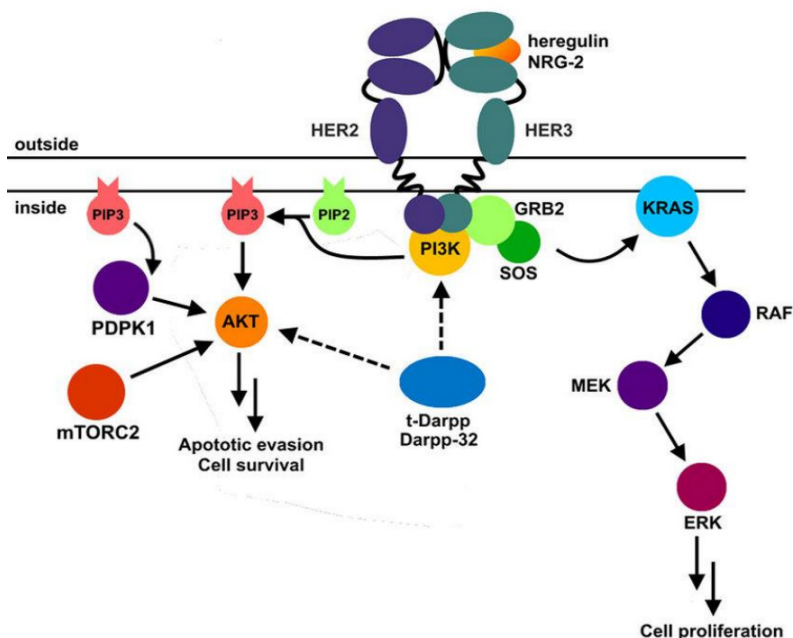 heregulin
NRG-2
HER2
HER3
outside
inside
PIP3
PIP3
PIP2
GRB2
KRAS
PI3K
SOS
PDPK1
AKT
RAF
MEK
mTORC2
t-Darpp
Darpp-32
Apototic evasion
Cell survival
ERK
Cell proliferation